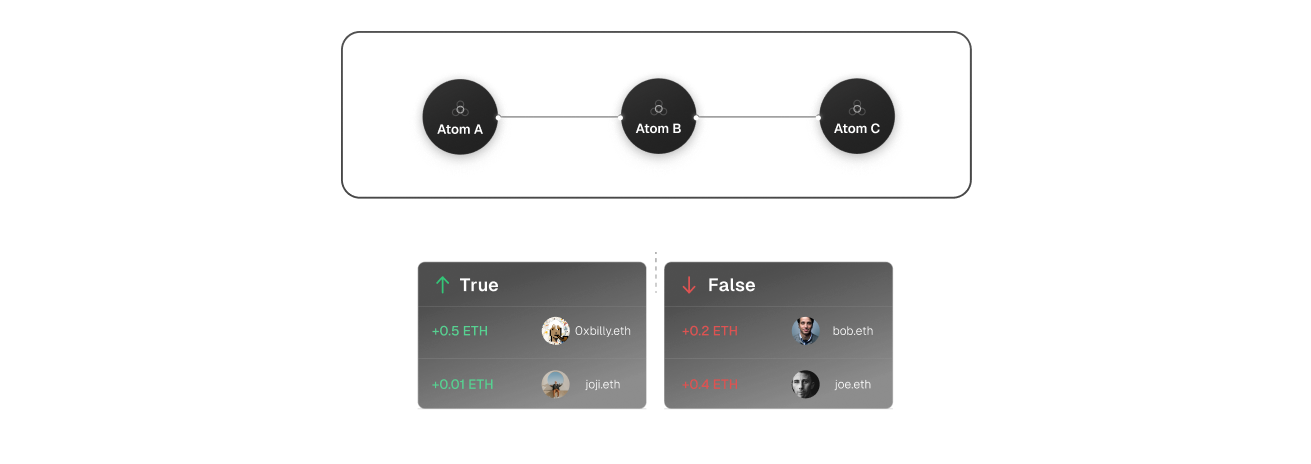 Atom A
Atom B
Atom C
True
+0.5 ETH 0xbilly.eth
+0.01 ETH joji.eth
False
+0.2 ETH bob.eth
+0.4 ETH joe.eth